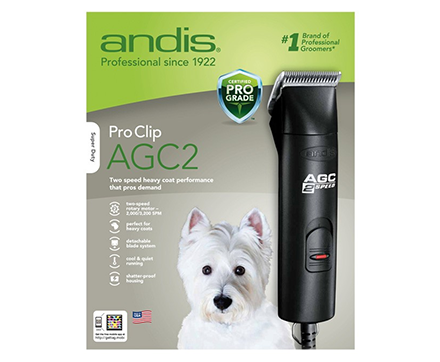 andis®
Professional since 1922
#1 Brand of
Professional
Groomers*
CERTIFIED
PRO
GRADE
Super Duty
Pro Clip
AGC2
Two speed heavy coat performance
that pros demand
two-speed
rotary motor –
perfect for
heavy coats
detachable
blade system
cool & quiet
running
shatter-proof
housing
AGC
2 SPEED